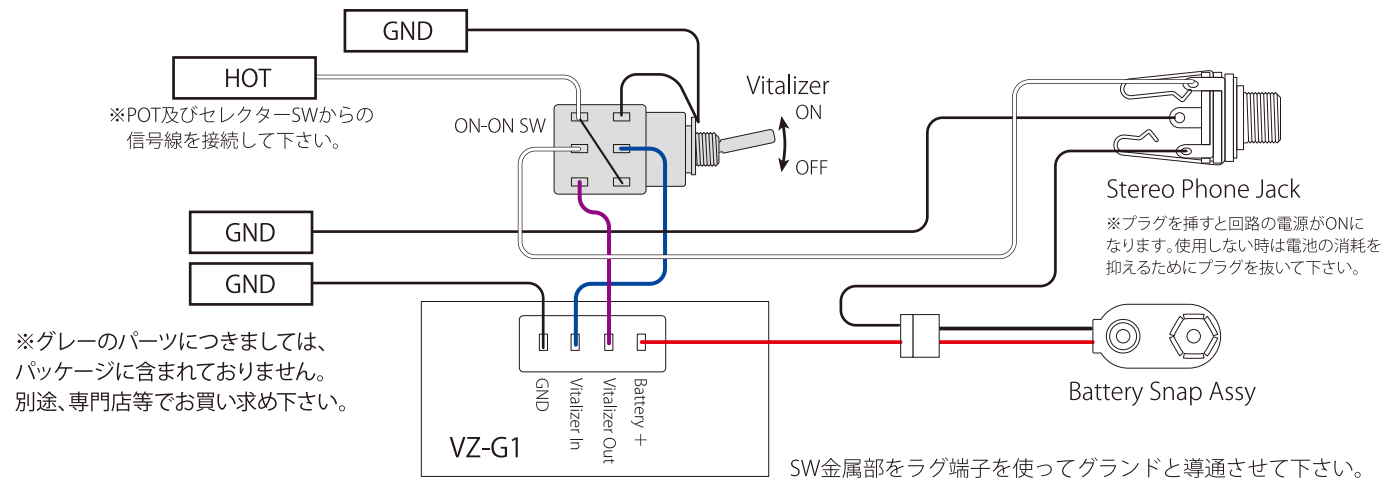 GND
HOT
※POT及びセレクターSWからの
信号線を接続して下さい。
ON-ON SW
Vitalizer
ON
OFF
Stereo Phone Jack
※プラグを挿すと回路の電源がONに
なります。使用しない時は電池の消耗を
抑えるためにプラグを抜いて下さい。
GND
GND
※グレーのパーツにつきましては、
パッケージに含まれておりません。
別途、専門店等でお買い求め下さい。
GND
Vitalizer In
Vitalizer Out
Battery +
VZ-G1
Battery Snap Assy
SW金属部をラグ端子を使ってグランドと導通させて下さい。